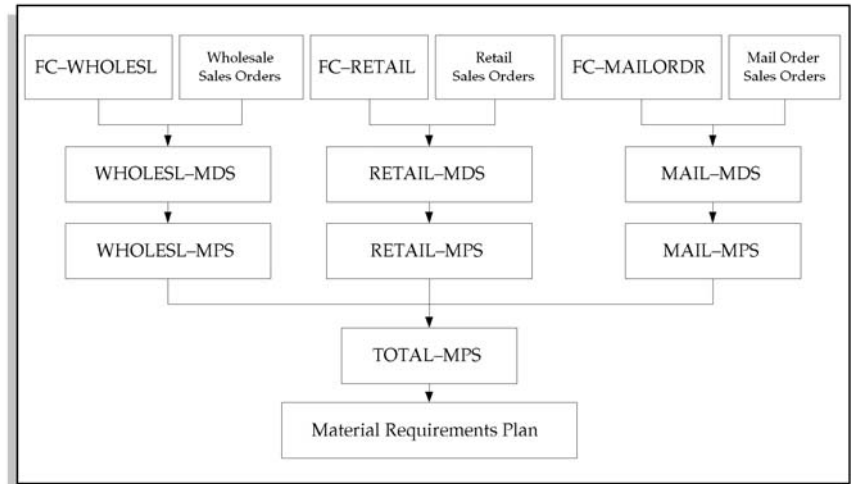 FC–WHOLESL
Wholesale
Sales Orders
FC–RETAIL
Retail
Sales Orders
FC–MAILORDR
Mail Order
Sales Orders
WHOLESL–MDS
RETAIL–MDS
MAIL–MDS
WHOLESL–MPS
RETAIL–MPS
MAIL–MPS
TOTAL–MPS
Material Requirements Plan